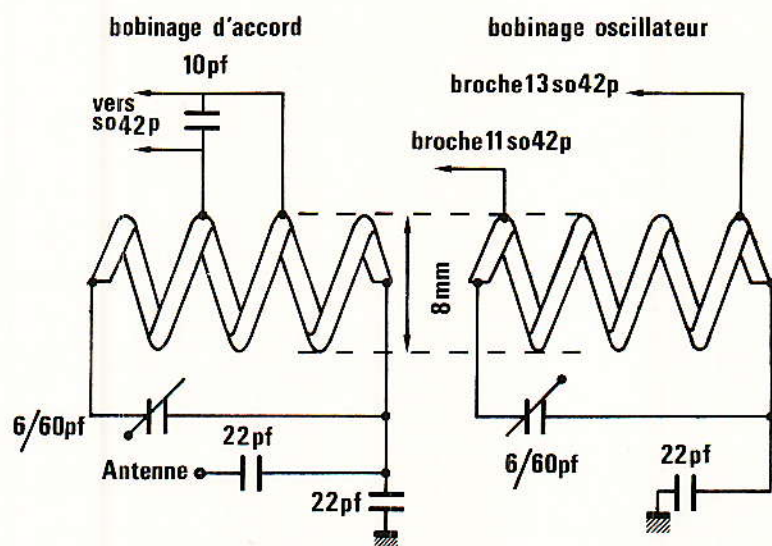 bobinage d'accord
10pf
vers
so42p
6/60pf
22pf
Antenne
22pf
8mm
bobinage oscillateur
broche13so42p
broche11so42p
6/60pf
22pf